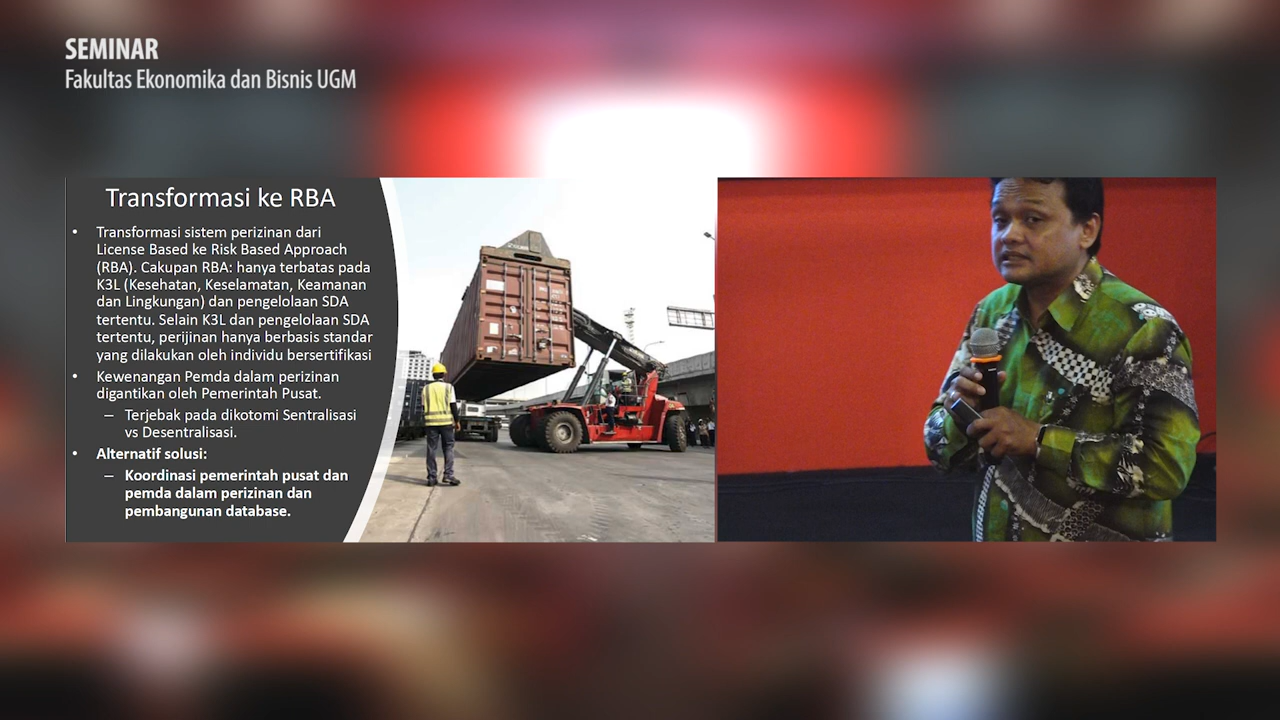 SEMINAR
Fakultas Ekonomika dan Bisnis UGM
Transformasi ke RBA
• Transformasi sistem perizinan dari
License Based ke Risk Based Approach
(RBA). Cakupan RBA: hanya terbatas pada
K3L (Kesehatan, Keselamatan, Keamanan
dan Lingkungan) dan pengelolaan SDA
tertentu. Selain K3L dan pengelolaan SDA
tertentu, perijinan hanya berbasis standar
yang dilakukan oleh individu bersertifikasi
• Kewenangan Pemda dalam perizinan
digantikan oleh Pemerintah Pusat.
– Terjebak pada dikotomi Sentralisasi
vs Desentralisasi.
• Alternatif solusi:
– Koordinasi pemerintah pusat dan
pemda dalam perizinan dan
pembangunan database.